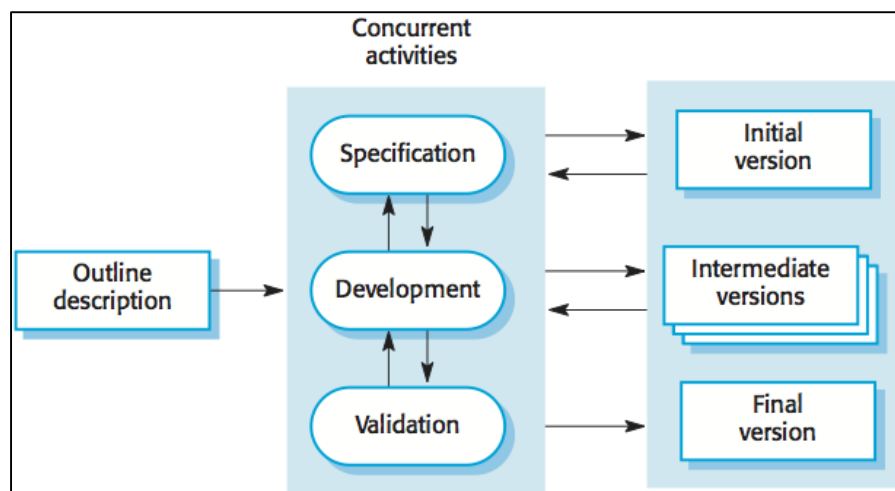 Concurrent
activities
Outline
description
Specification
Development
Validation
Initial
version
Intermediate
versions
Final
version